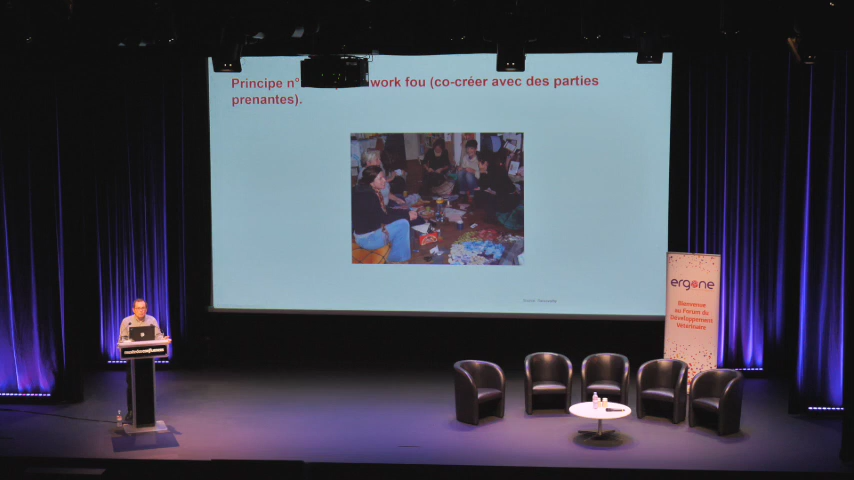 Principe n° work fou (co-créer avec des parties
prenantes).
ergone
Bienvenue
au Forum du
Développement
Vétérinaire